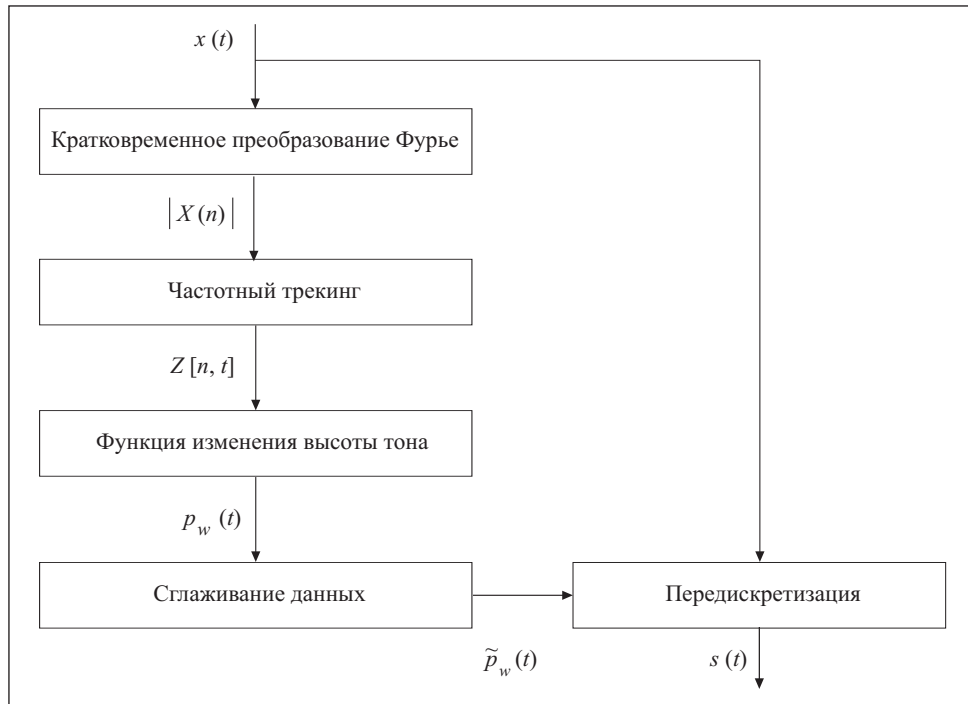 x (t)
Кратковременное преобразование Фурье
| X (n) |
Частотный трекинг
Z [n, t]
Функция изменения высоты тона
p_w (t)
Сглаживание данных
Передискретизация
p̃_w (t)
s (t)